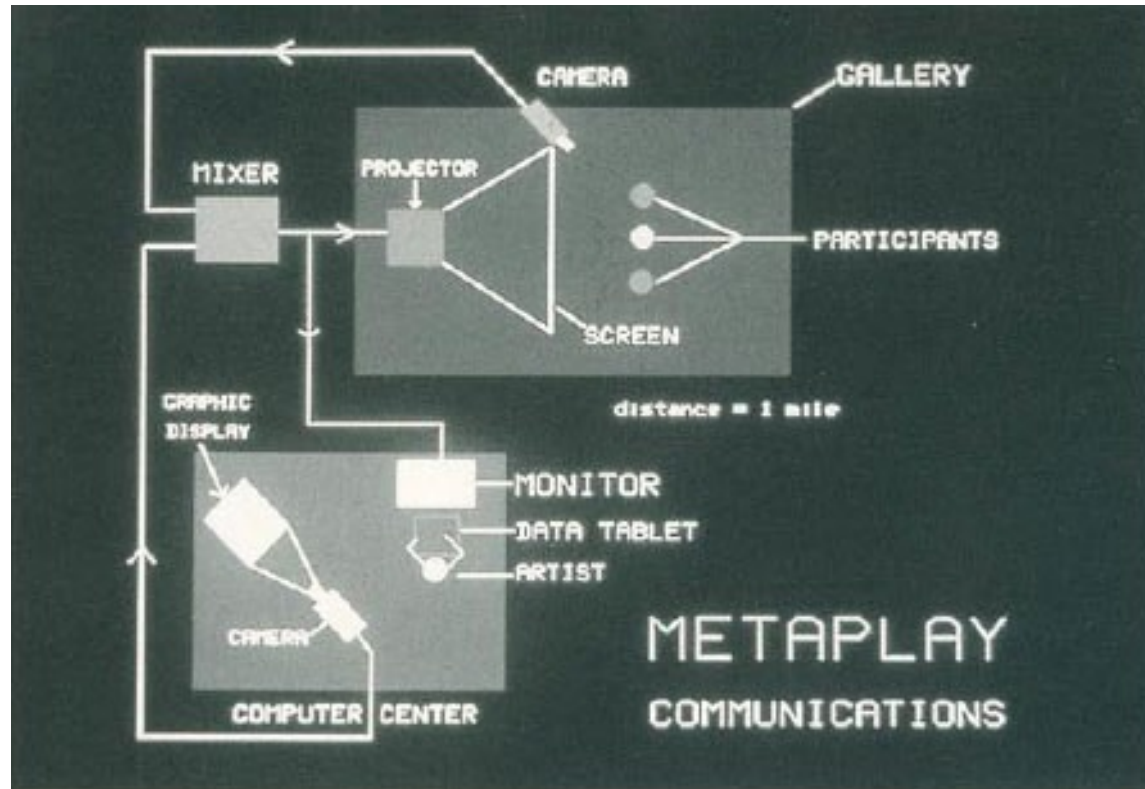 CAMERA
GALLERY
MIXER
PROJECTOR
PARTICIPANTS
SCREEN
distance = 1 mile
GRAPHIC
DISPLAY
MONITOR
DATA TABLET
ARTIST
CAMERA
COMPUTER CENTER
METAPLAY
COMMUNICATIONS